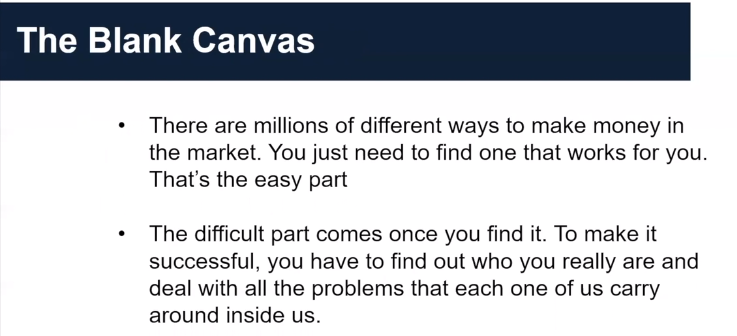 The Blank Canvas
• There are millions of different ways to make money in
the market. You just need to find one that works for you.
That's the easy part
• The difficult part comes once you find it. To make it
successful, you have to find out who you really are and
deal with all the problems that each one of us carry
around inside us.